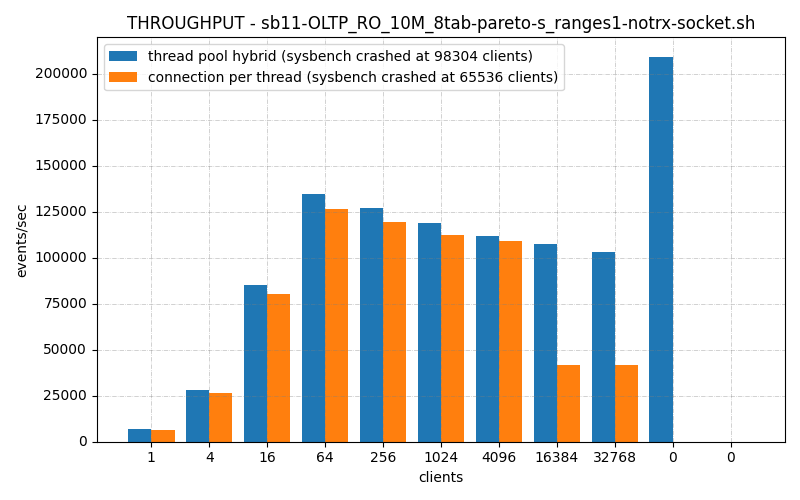 THROUGHPUT - sb11-OLTP_RO_10M_8tab-pareto-s_ranges1-notrx-socket.sh
thread pool hybrid (sysbench crashed at 98304 clients)
connection per thread (sysbench crashed at 65536 clients)
200000
175000
150000
125000
100000
75000
50000
25000
0
events/sec
1 4 16 64 256 1024 4096 16384 32768 0 0
clients